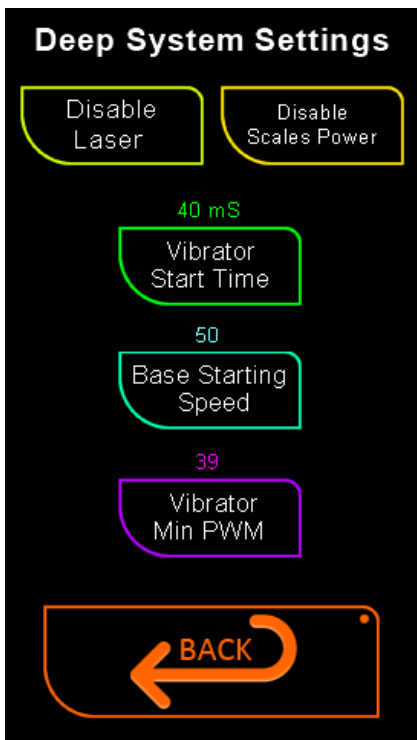 Deep System Settings
Disable
Laser
Disable
Scales Power
40 mS
Vibrator
Start Time
50
Base Starting
Speed
39
Vibrator
Min PWM
BACK